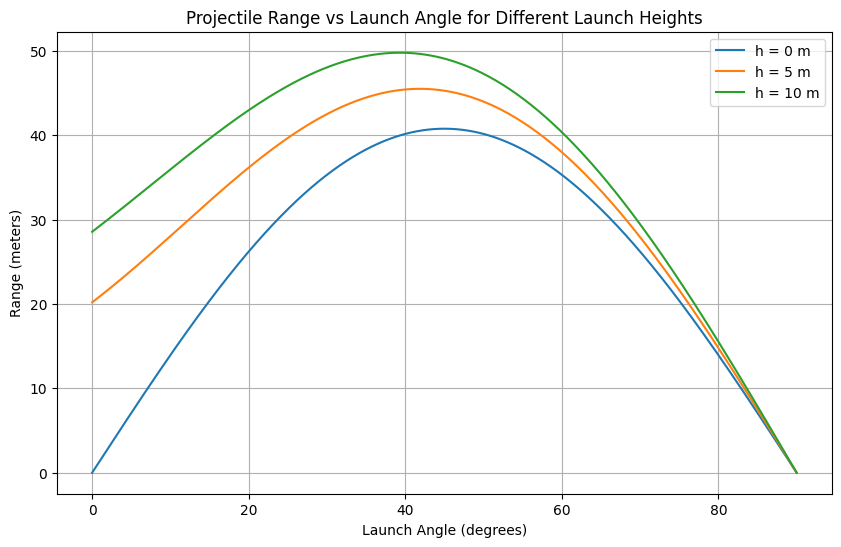 Projectile Range vs Launch Angle for Different Launch Heights
h = 0 m
h = 5 m
h = 10 m
Range (meters)
50
40
30
20
10
0
0 20 40 60 80
Launch Angle (degrees)